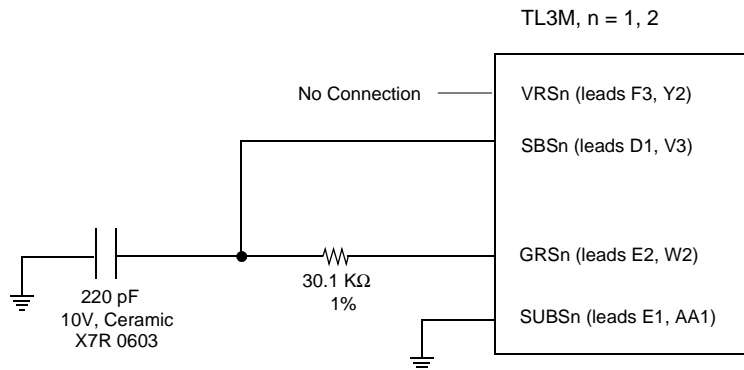 TL3M, n = 1, 2
No Connection
VRSn (leads F3, Y2)
SBSn (leads D1, V3)
GRSn (leads E2, W2)
30.1 KΩ
1%
220 pF
10V, Ceramic
X7R 0603
SUBSn (leads E1, AA1)